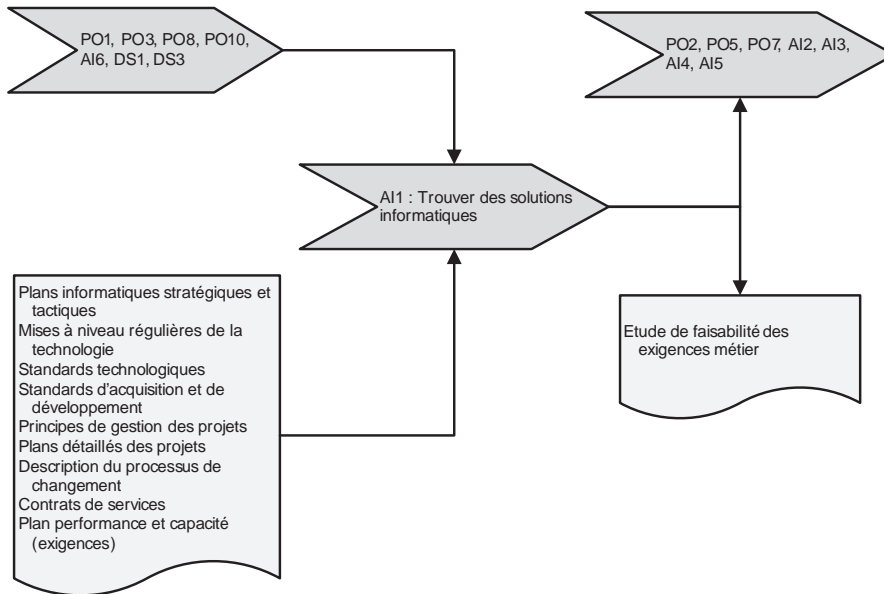 PO1, PO3, PO8, PO10,
AI6, DS1, DS3
PO2, PO5, PO7, AI2, AI3,
AI4, AI5
AI1 : Trouver des solutions
informatiques
Plans informatiques stratégiques et
tactiques
Mises à niveau régulières de la
technologie
Standards technologiques
Standards d'acquisition et de
développement
Principes de gestion des projets
Plans détaillés des projets
Description du processus de
changement
Contrats de services
Plan performance et capacité
(exigences)
Etude de faisabilité des
exigences métier